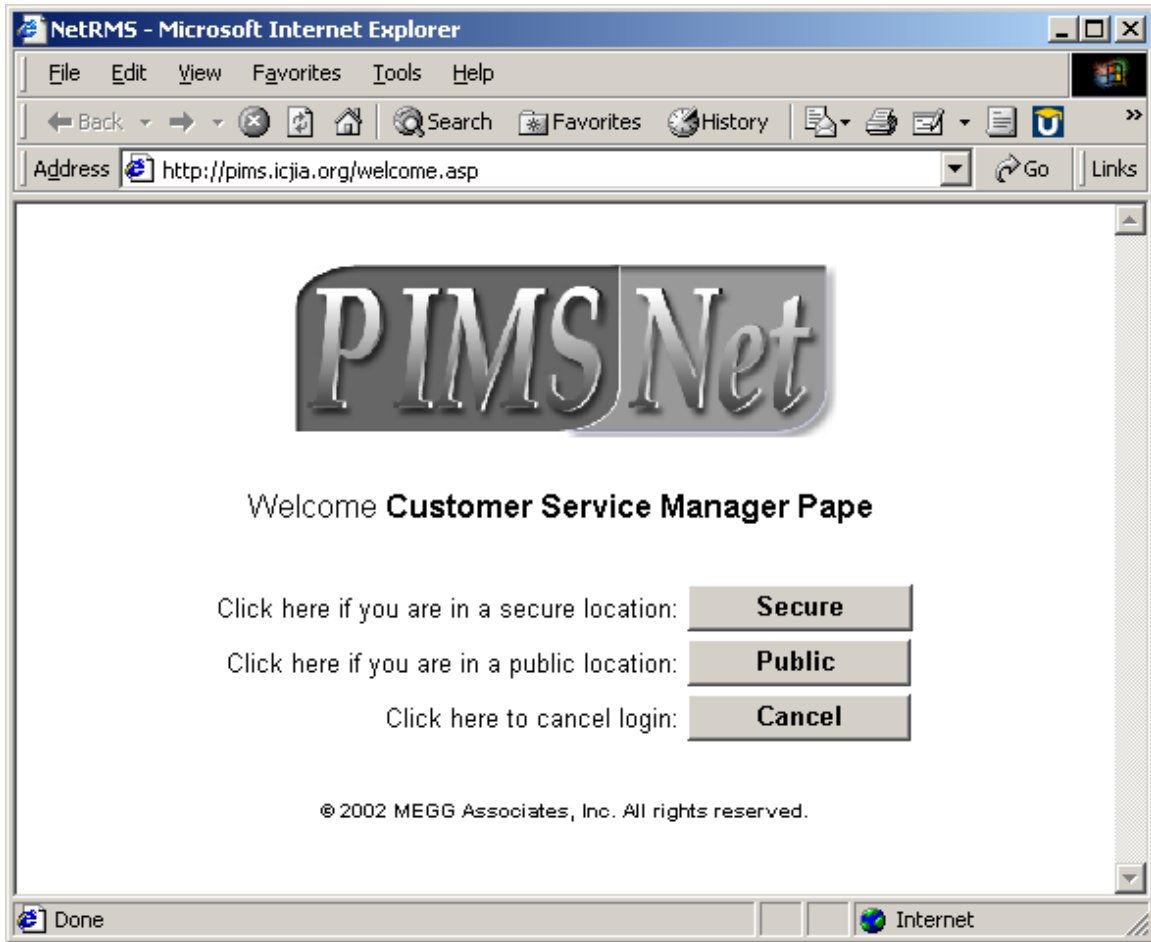 NetRMS - Microsoft Internet Explorer
File Edit View Favorites Tools Help
Back Search Favorites History »
Address http://pims.icjia.org/welcome.asp Go Links
PIMS Net
Welcome Customer Service Manager Pape
Click here if you are in a secure location: Secure
Click here if you are in a public location: Public
Click here to cancel login: Cancel
© 2002 MEGG Associates, Inc. All rights reserved.
Done Internet